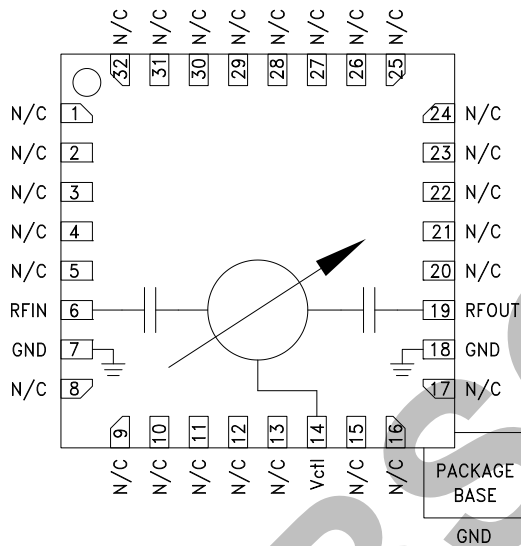 N/C N/C N/C N/C N/C N/C N/C N/C
32 31 30 29 28 27 26 25
N/C 1 24 N/C
N/C 2 23 N/C
N/C 3 22 N/C
N/C 4 21 N/C
N/C 5 20 N/C
RFIN 6 19 RFOUT
GND 7 18 GND
N/C 8 17 N/C
9 10 11 12 13 14 15 16
N/C N/C N/C N/C N/C Vctl N/C N/C
PACKAGE
BASE
GND